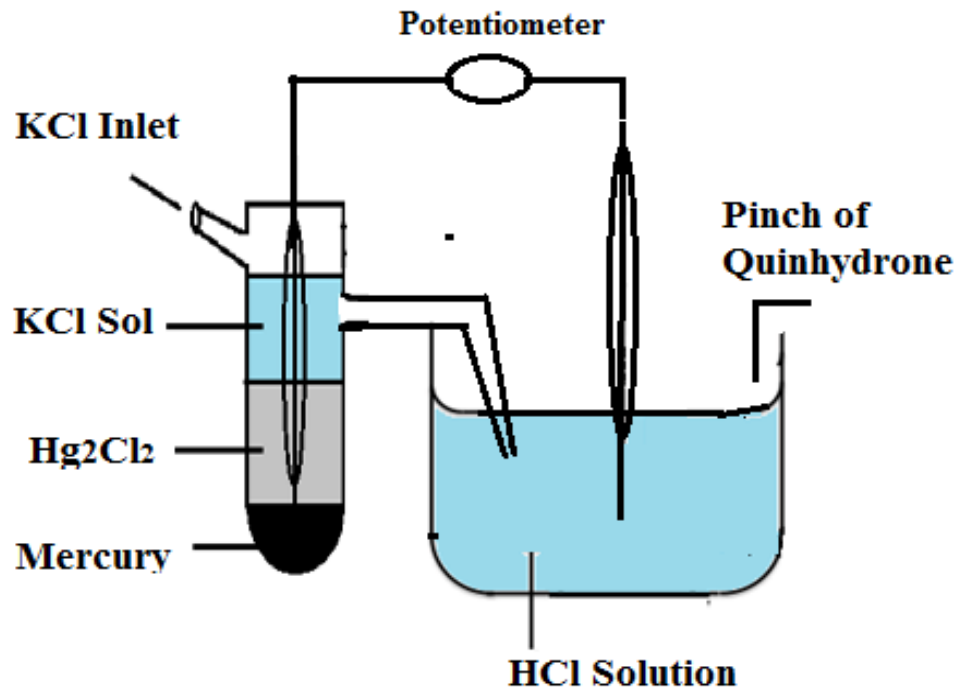 Potentiometer
KCl Inlet
Pinch of
Quinhydrone
KCl Sol
Hg2Cl2
Mercury
HCl Solution